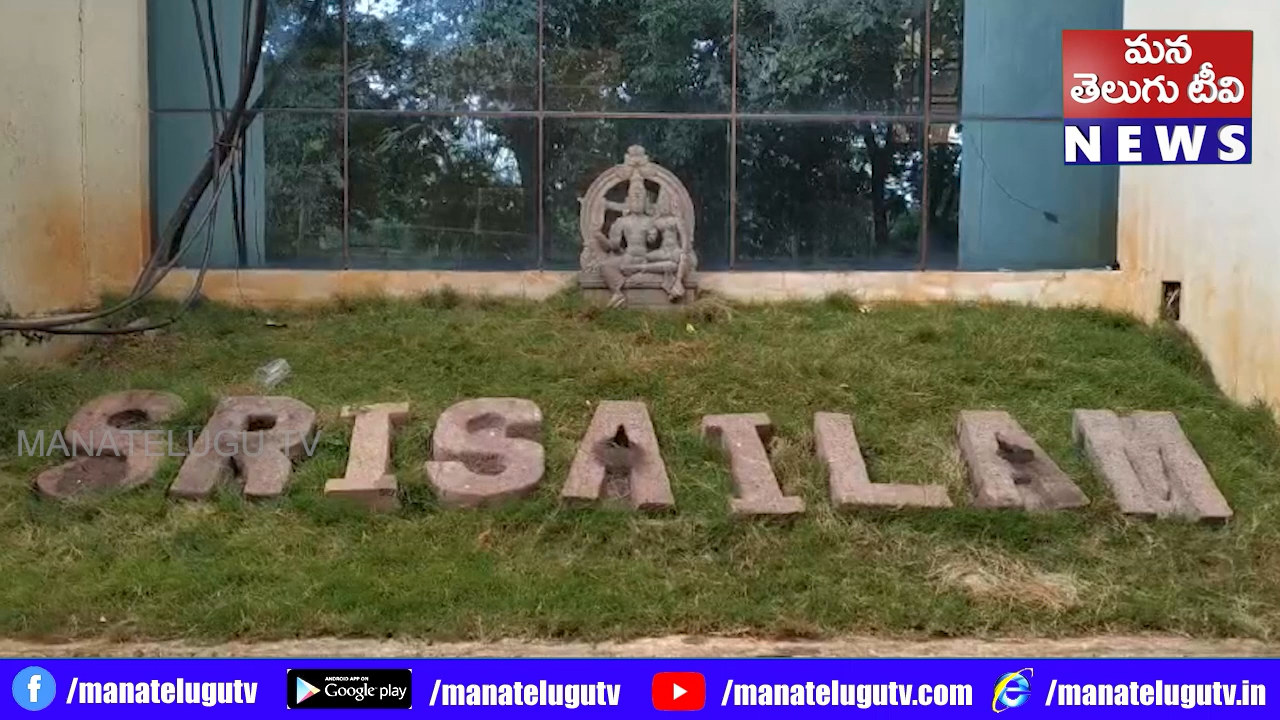 మన
తెలుగు టీవి
NEWS
MANATELUGU TV
SRISAILAM
/manatelugutv
ANDROID APP ON
Google play
/manatelugutv
/manatelugutv.com
/manatelugutv.in